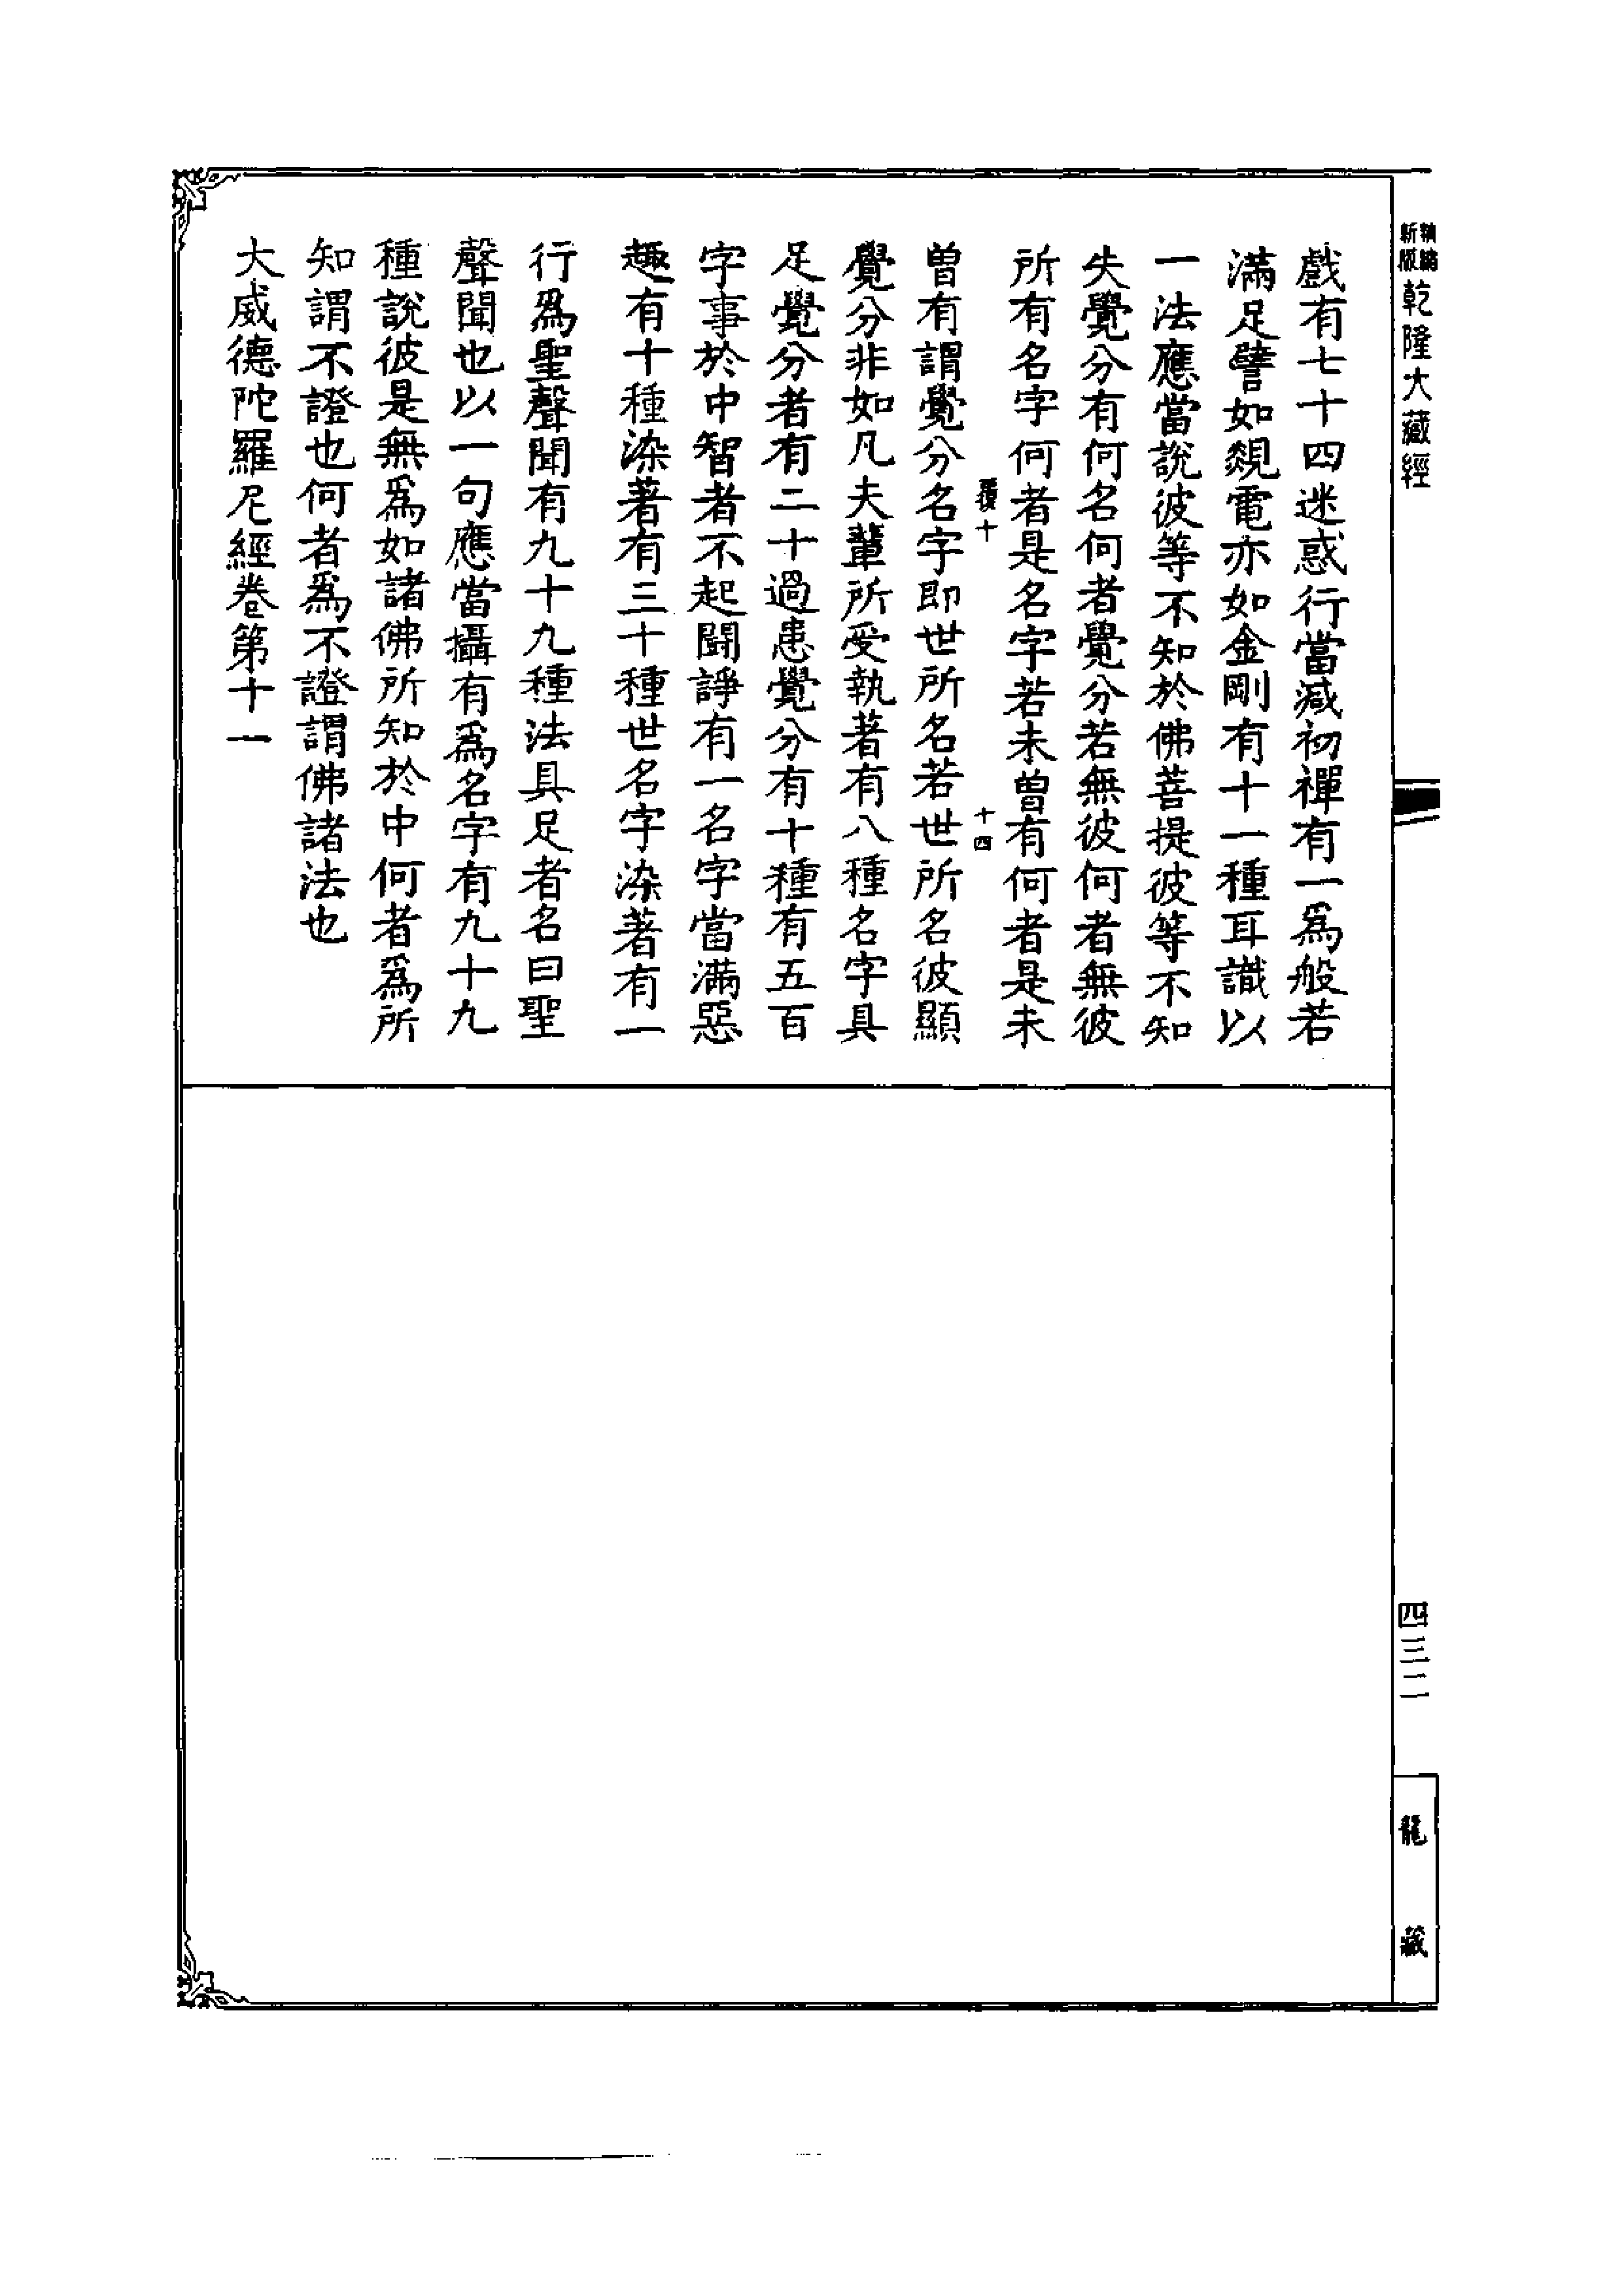 新版
精編
乾隆大藏經
四三二
龍藏
戲有七十四迷惑行當減初禪有一爲般若
滿足譬如覢電亦如金剛有十一種耳識以
一法應當說彼等不知於佛菩提彼等不知
失覺分有何名何者覺分若無彼何者無彼
所有名字何者是名字若未曾有何者是未
十
十四
曾有謂覺分名字即世所名若世所名彼顯
覺分非如凡夫輩所受執著有八種名字具
足覺分者有二十過患覺分有十種有五百
字事於中智者不起鬪諍有一名字當滿惡
趣有十種染著有三十種世名字染著有一
行爲聖聲聞有九十九種法具足者名曰聖
聲聞也以一句應當攝有爲名字有九十九
種說彼是無爲如諸佛所知於中何者爲所
知謂不證也何者爲不證謂佛諸法也
大威德陀羅尼經卷第十一